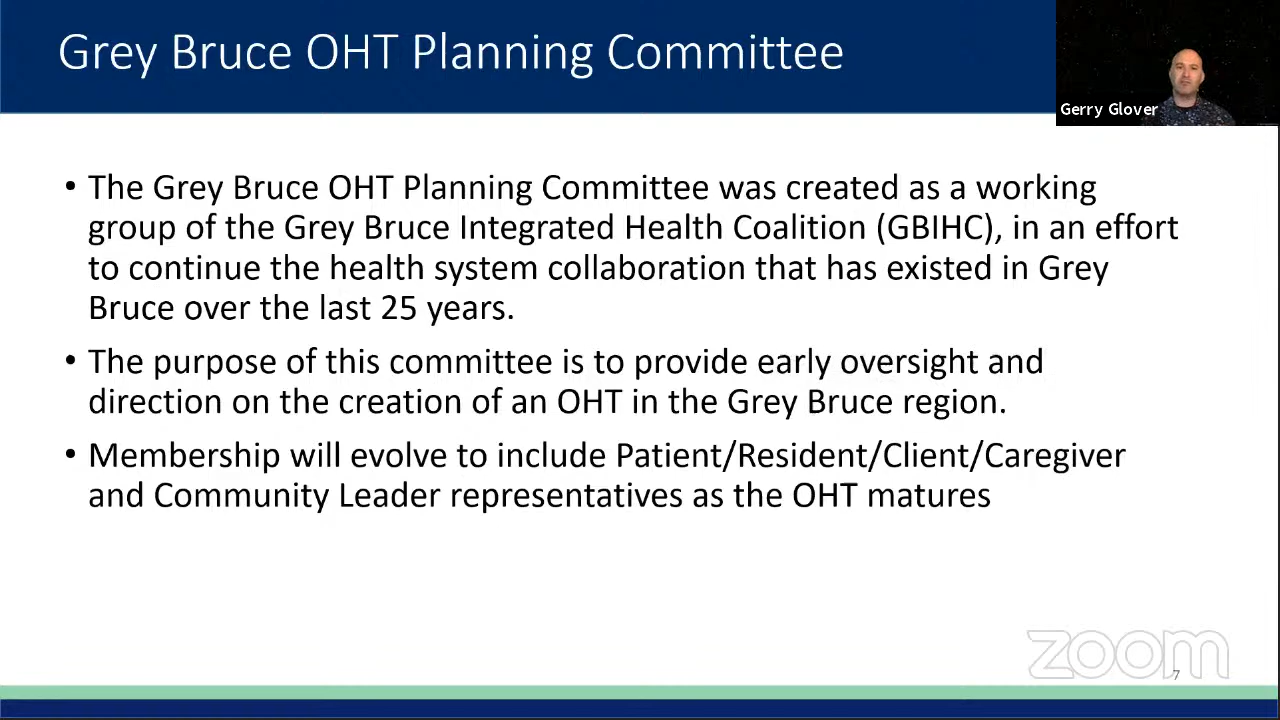 Grey Bruce OHT Planning Committee
Gerry Glover
• The Grey Bruce OHT Planning Committee was created as a working
group of the Grey Bruce Integrated Health Coalition (GBIHC), in an effort
to continue the health system collaboration that has existed in Grey
Bruce over the last 25 years.
• The purpose of this committee is to provide early oversight and
direction on the creation of an OHT in the Grey Bruce region.
• Membership will evolve to include Patient/Resident/Client/Caregiver
and Community Leader representatives as the OHT matures
zoom
7